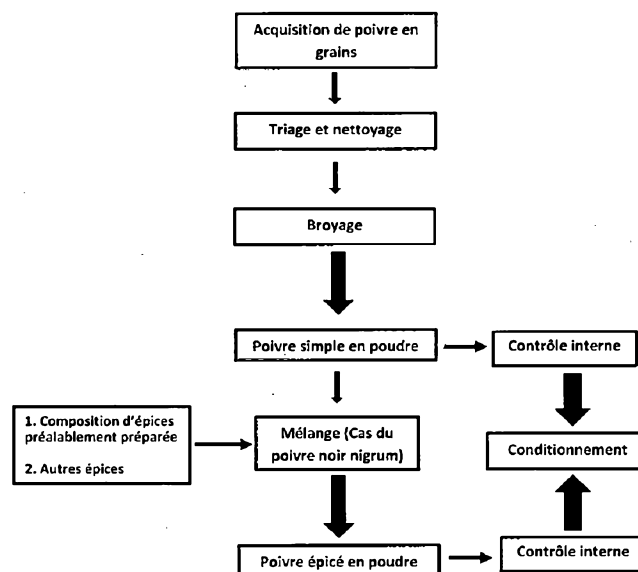 Acquisition de poivre en
grains
Triage et nettoyage
Broyage
Poivre simple en poudre
Contrôle interne
1. Composition d'épices
préalablement préparée
2. Autres épices
Mélange (Cas du
poivre noir nigrum)
Conditionnement
Poivre épicé en poudre
Contrôle interne